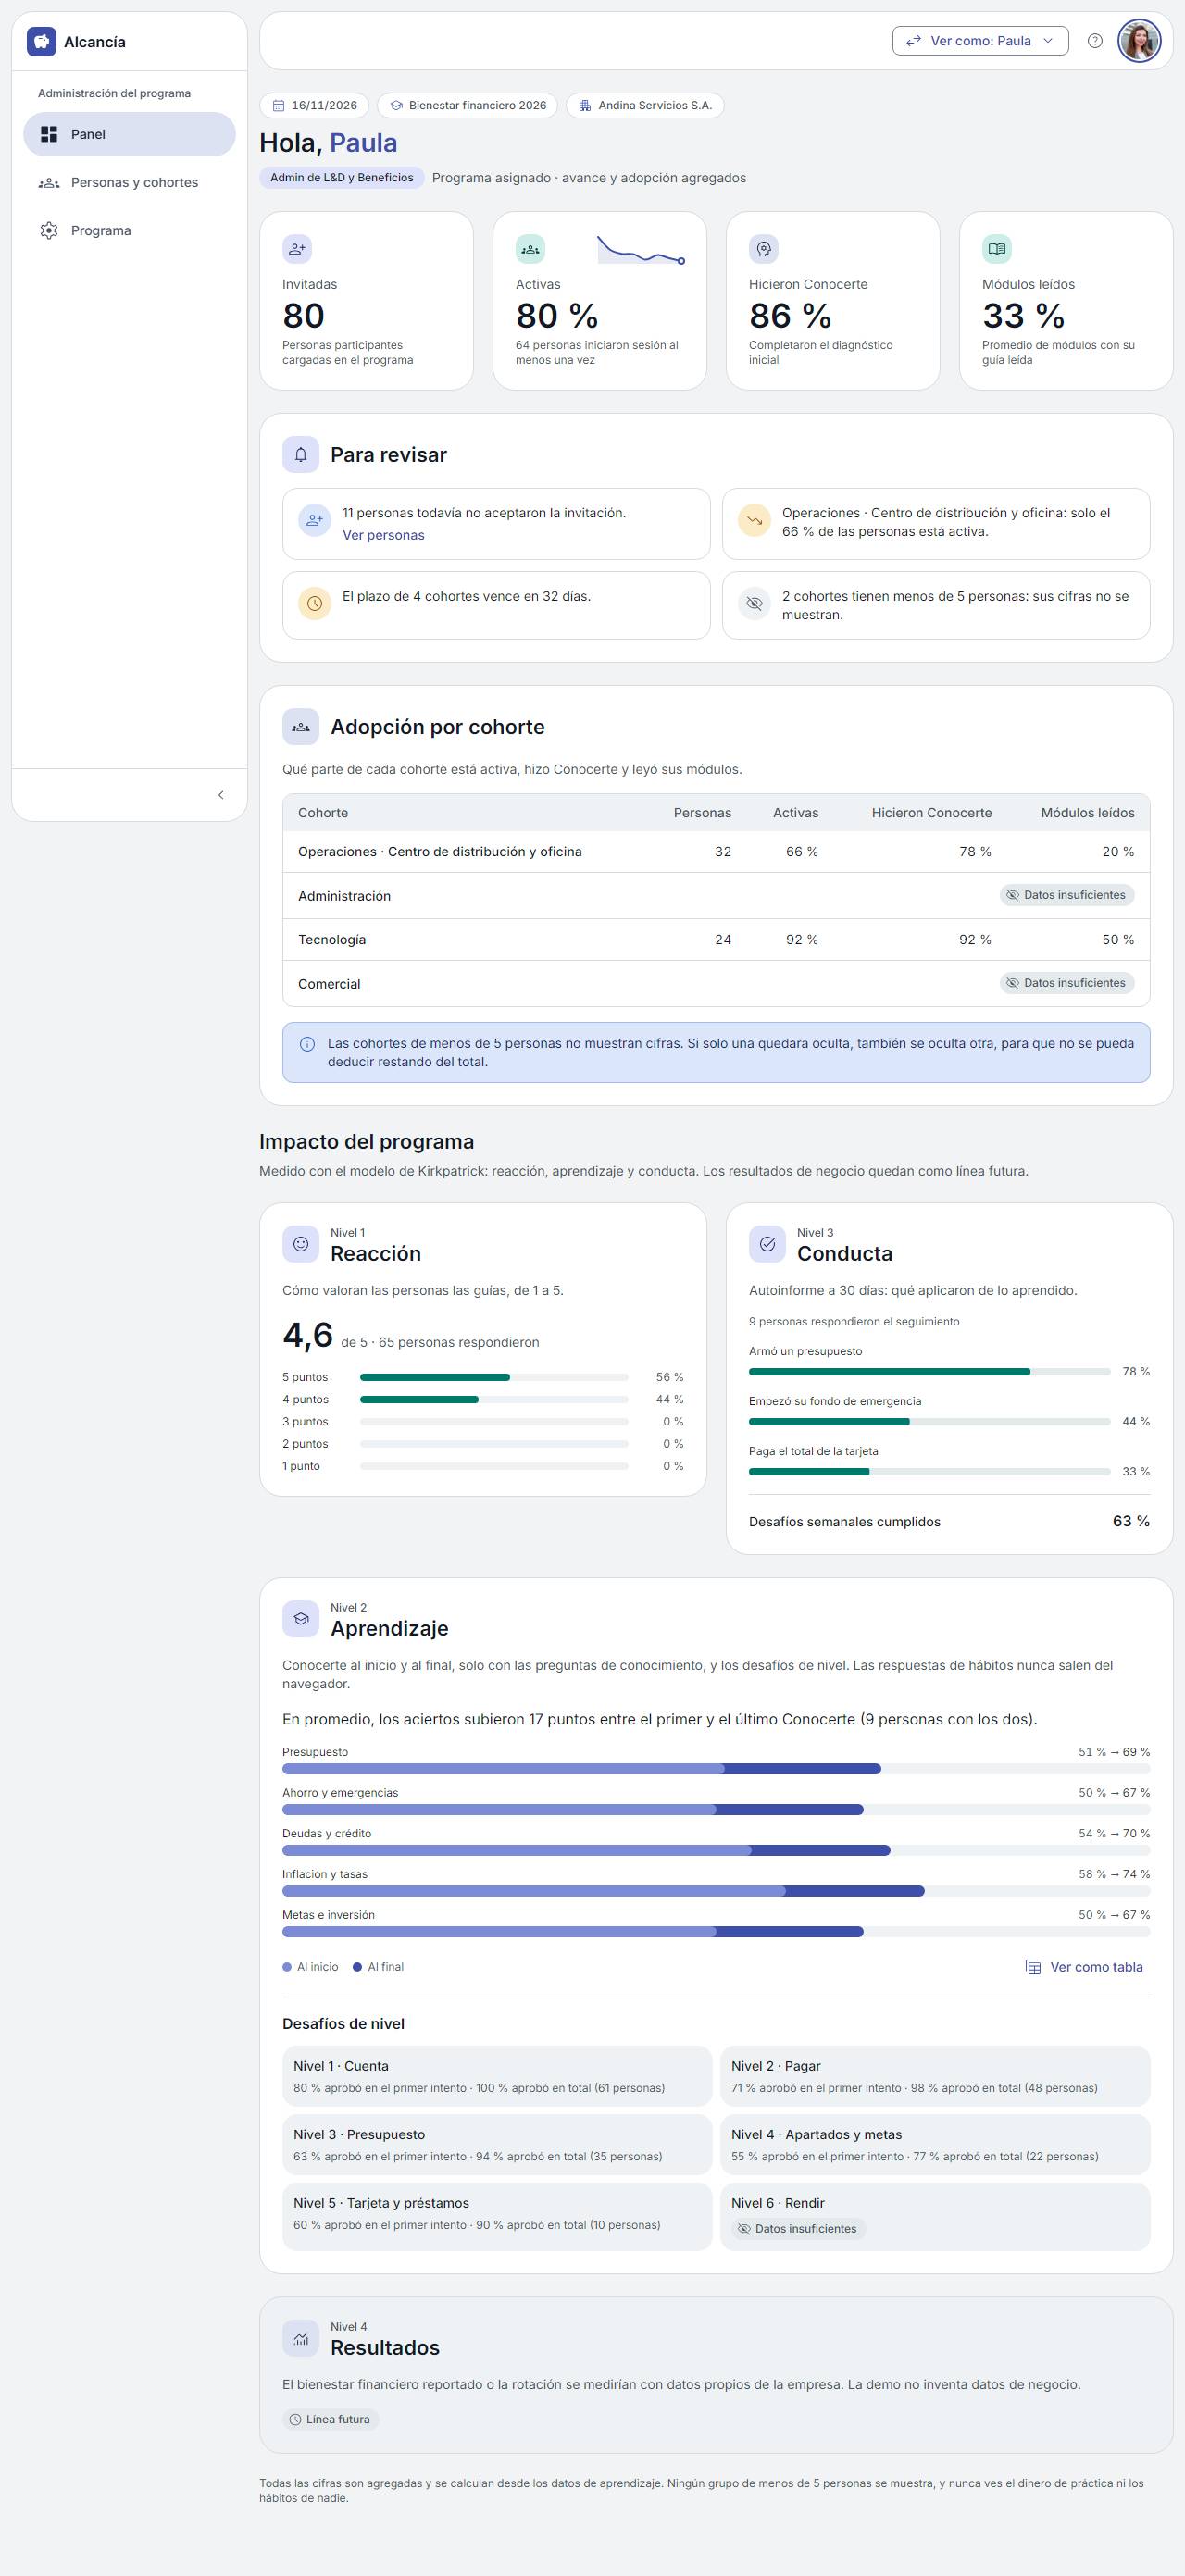 Alcancía
Ver como: Paula
Administración del programa
Panel
Personas y cohortes
Programa
16/11/2026
Bienestar financiero 2026
Andina Servicios S.A.
Hola, Paula
Admin de L&D y Beneficios
Programa asignado · avance y adopción agregados
Invitadas
80
Personas participantes
cargadas en el programa
Activas
80 %
64 personas iniciaron sesión al
menos una vez
Hicieron Conocerte
86 %
Completaron el diagnóstico
inicial
Módulos leídos
33 %
Promedio de módulos con su
guía leída
Para revisar
11 personas todavía no aceptaron la invitación.
Ver personas
Operaciones · Centro de distribución y oficina: solo el
66 % de las personas está activa.
El plazo de 4 cohortes vence en 32 días.
2 cohortes tienen menos de 5 personas: sus cifras no se
muestran.
Adopción por cohorte
Qué parte de cada cohorte está activa, hizo Conocerte y leyó sus módulos.
Cohorte Personas Activas Hicieron Conocerte Módulos leídos
Operaciones · Centro de distribución y oficina 32 66 % 78 % 20 %
Administración Datos insuficientes
Tecnología 24 92 % 92 % 50 %
Comercial Datos insuficientes
Las cohortes de menos de 5 personas no muestran cifras. Si solo una quedara oculta, también se oculta otra, para que no se pueda
deducir restando del total.
Impacto del programa
Medido con el modelo de Kirkpatrick: reacción, aprendizaje y conducta. Los resultados de negocio quedan como línea futura.
Nivel 1
Reacción
Cómo valoran las personas las guías, de 1 a 5.
4,6 de 5 · 65 personas respondieron
5 puntos 56 %
4 puntos 44 %
3 puntos 0 %
2 puntos 0 %
1 punto 0 %
Nivel 3
Conducta
Autoinforme a 30 días: qué aplicaron de lo aprendido.
9 personas respondieron el seguimiento
Armó un presupuesto
78 %
Empezó su fondo de emergencia
44 %
Paga el total de la tarjeta
33 %
Desafíos semanales cumplidos 63 %
Nivel 2
Aprendizaje
Conocerte al inicio y al final, solo con las preguntas de conocimiento, y los desafíos de nivel. Las respuestas de hábitos nunca salen del
navegador.
En promedio, los aciertos subieron 17 puntos entre el primer y el último Conocerte (9 personas con los dos).
Presupuesto 51 % → 69 %
Ahorro y emergencias 50 % → 67 %
Deudas y crédito 54 % → 70 %
Inflación y tasas 58 % → 74 %
Metas e inversión 50 % → 67 %
Al inicio Al final
Ver como tabla
Desafíos de nivel
Nivel 1 · Cuenta
80 % aprobó en el primer intento · 100 % aprobó en total (61 personas)
Nivel 2 · Pagar
71 % aprobó en el primer intento · 98 % aprobó en total (48 personas)
Nivel 3 · Presupuesto
63 % aprobó en el primer intento · 94 % aprobó en total (35 personas)
Nivel 4 · Apartados y metas
55 % aprobó en el primer intento · 77 % aprobó en total (22 personas)
Nivel 5 · Tarjeta y préstamos
60 % aprobó en el primer intento · 90 % aprobó en total (10 personas)
Nivel 6 · Rendir
Datos insuficientes
Nivel 4
Resultados
El bienestar financiero reportado o la rotación se medirían con datos propios de la empresa. La demo no inventa datos de negocio.
Línea futura
Todas las cifras son agregadas y se calculan desde los datos de aprendizaje. Ningún grupo de menos de 5 personas se muestra, y nunca ves el dinero de práctica ni los
hábitos de nadie.